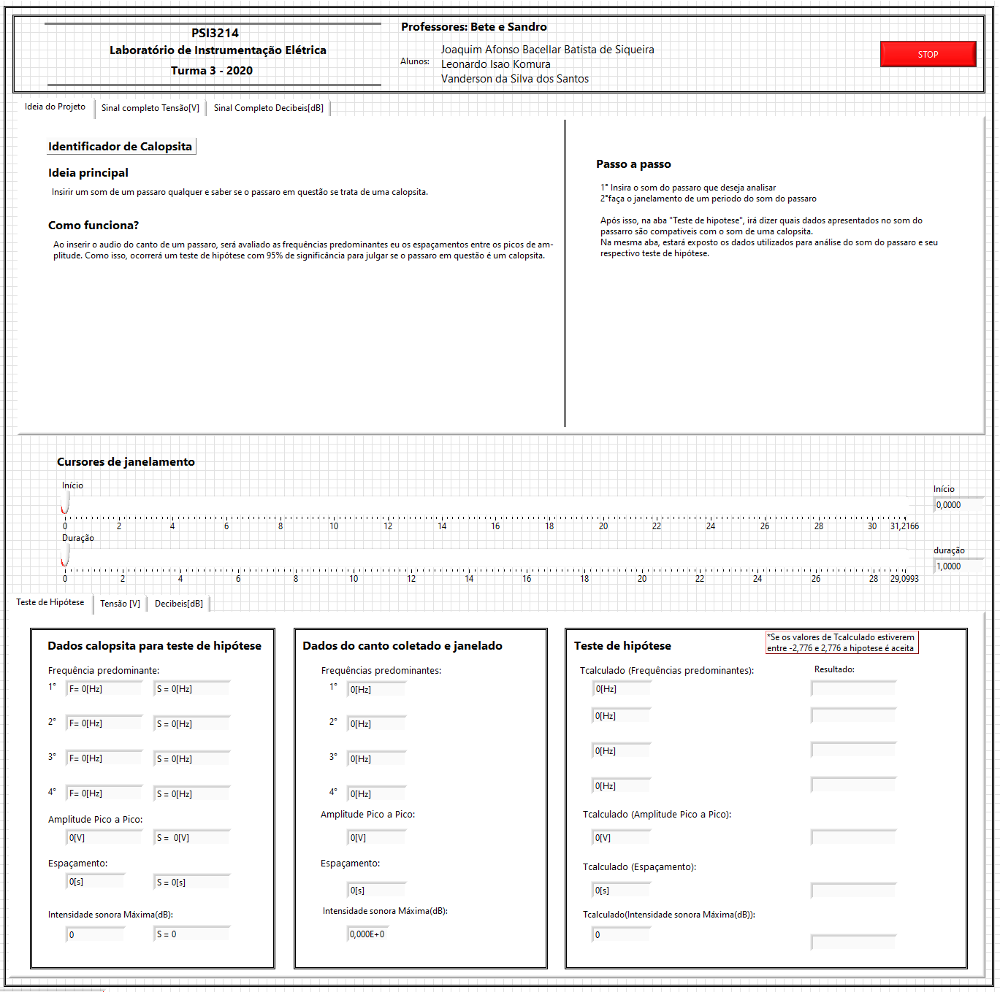 PSI3214
Laboratório de Instrumentação Elétrica
Turma 3 - 2020
Professores: Bete e Sandro
Alunos:
Joaquim Afonso Bacellar Batista de Siqueira
Leonardo Isao Komura
Vanderson da Silva dos Santos
STOP
Ideia do Projeto
Sinal completo Tensão[V]
Sinal Completo Decibeis[dB]
Identificador de Calopsita
Ideia principal
Insirir um som de um passaro qualquer e saber se o passaro em questão se trata de uma calopsita.
Como funciona?
Ao inserir o audio do canto de um passaro, será avaliado as frequências predominantes eu os espaçamentos entre os picos de am-
plitude. Como isso, ocorrerá um teste de hipótese com 95% de significância para julgar se o passaro em questão é um calopsita.
Passo a passo
1° Insira o som do passaro que deseja analisar
2°faça o janelamento de um periodo do som do passaro
Após isso, na aba "Teste de hipotese", irá dizer quais dados apresentados no som do
passarro são compativeis com o som de uma calopsita.
Na mesma aba, estará exposto os dados utilizados para análise do som do passaro e seu
respectivo teste de hipótese.
Cursores de janelamento
Início
0 2 4 6 8 10 12 14 16 18 20 22 24 26 28 30 31,2166
Início
0,0000
Duração
0 2 4 6 8 10 12 14 16 18 20 22 24 26 28 29,0993
duração
1,0000
Teste de Hipótese
Tensão [V]
Decibeis[dB]
Dados calopsita para teste de hipótese
Frequência predominante:
1° F= 0[Hz] S = 0[Hz]
2° F= 0[Hz] S = 0[Hz]
3° F= 0[Hz] S = 0[Hz]
4° F= 0[Hz] S = 0[Hz]
Amplitude Pico a Pico:
0[V] S =  0[V]
Espaçamento:
0[s] S = 0[s]
Intensidade sonora Máxima(dB):
0 S = 0
Dados do canto coletado e janelado
Frequências predominantes:
1° 0[Hz]
2° 0[Hz]
3° 0[Hz]
4° 0[Hz]
Amplitude Pico a Pico:
0[V]
Espaçamento:
0[s]
Intensidade sonora Máxima(dB):
0,000E+0
Teste de hipótese
*Se os valores de Tcalculado estiverem
entre -2,776 e 2,776 a hipotese é aceita
Tcalculado (Frequências predominantes):
Resultado:
0[Hz]
0[Hz]
0[Hz]
0[Hz]
Tcalculado (Amplitude Pico a Pico):
0[V]
Tcalculado (Espaçamento):
0[s]
Tcalculado(Intensidade sonora Máxima(dB)):
0